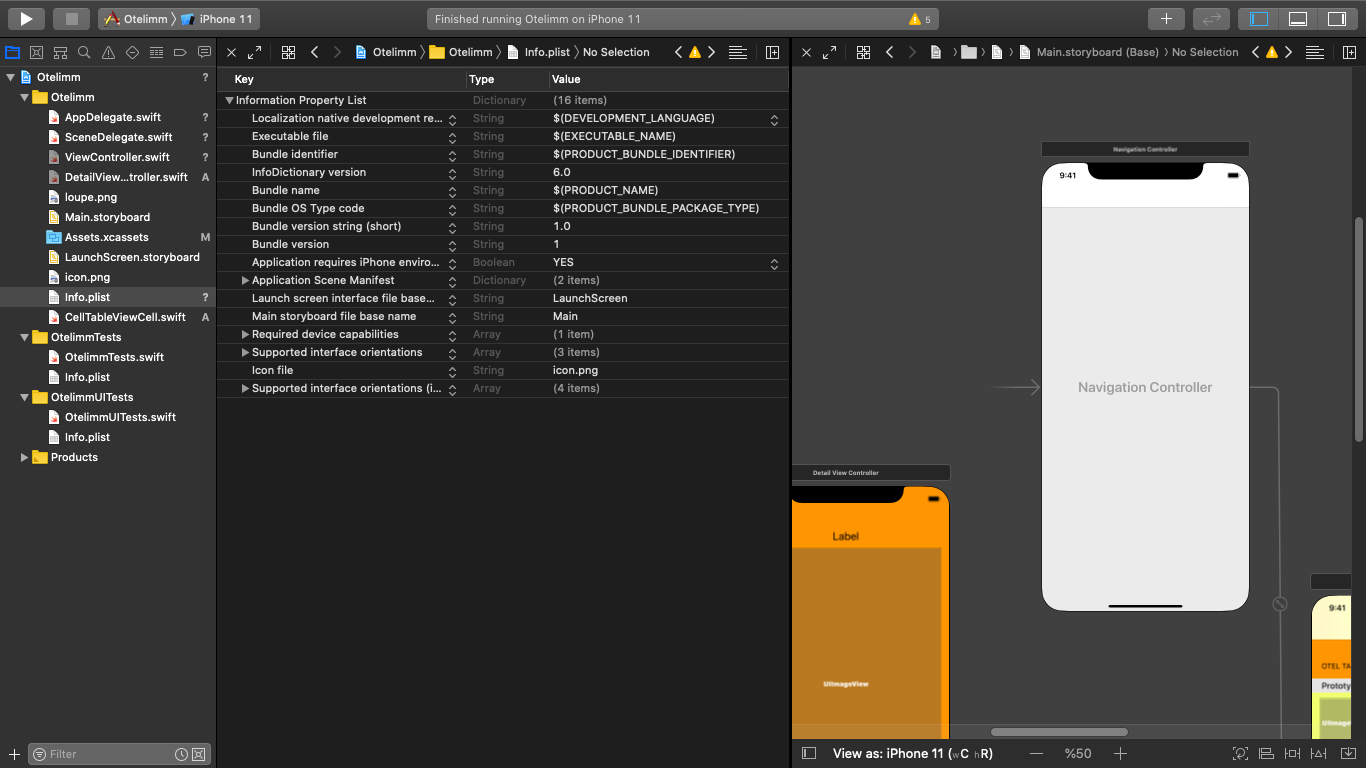 Otelimm iPhone 11
Finished running Otelimm on iPhone 11
5
Otelimm Otelimm Info.plist No Selection
Main.storyboard (Base) No Selection
Otelimm ?
Otelimm
AppDelegate.swift ?
SceneDelegate.swift ?
ViewController.swift ?
DetailView...troller.swift A
loupe.png
Main.storyboard
Assets.xcassets M
LaunchScreen.storyboard
icon.png
Info.plist ?
CellTableViewCell.swift A
OtelimmTests
OtelimmTests.swift
Info.plist
OtelimmUITests
OtelimmUITests.swift
Info.plist
Products
Filter
Key Type Value
Information Property List Dictionary (16 items)
Localization native development re... String $(DEVELOPMENT_LANGUAGE)
Executable file String $(EXECUTABLE_NAME)
Bundle identifier String $(PRODUCT_BUNDLE_IDENTIFIER)
InfoDictionary version String 6.0
Bundle name String $(PRODUCT_NAME)
Bundle OS Type code String $(PRODUCT_BUNDLE_PACKAGE_TYPE)
Bundle version string (short) String 1.0
Bundle version String 1
Application requires iPhone enviro... Boolean YES
Application Scene Manifest Dictionary (2 items)
Launch screen interface file base... String LaunchScreen
Main storyboard file base name String Main
Required device capabilities Array (1 item)
Supported interface orientations Array (3 items)
Icon file String icon.png
Supported interface orientations (i... Array (4 items)
Navigation Controller
9:41
Navigation Controller
Detail View Controller
Label
UIImageView
9:41
OTEL TA
Prototy
UIImage
View as: iPhone 11 (wC hR)
%50